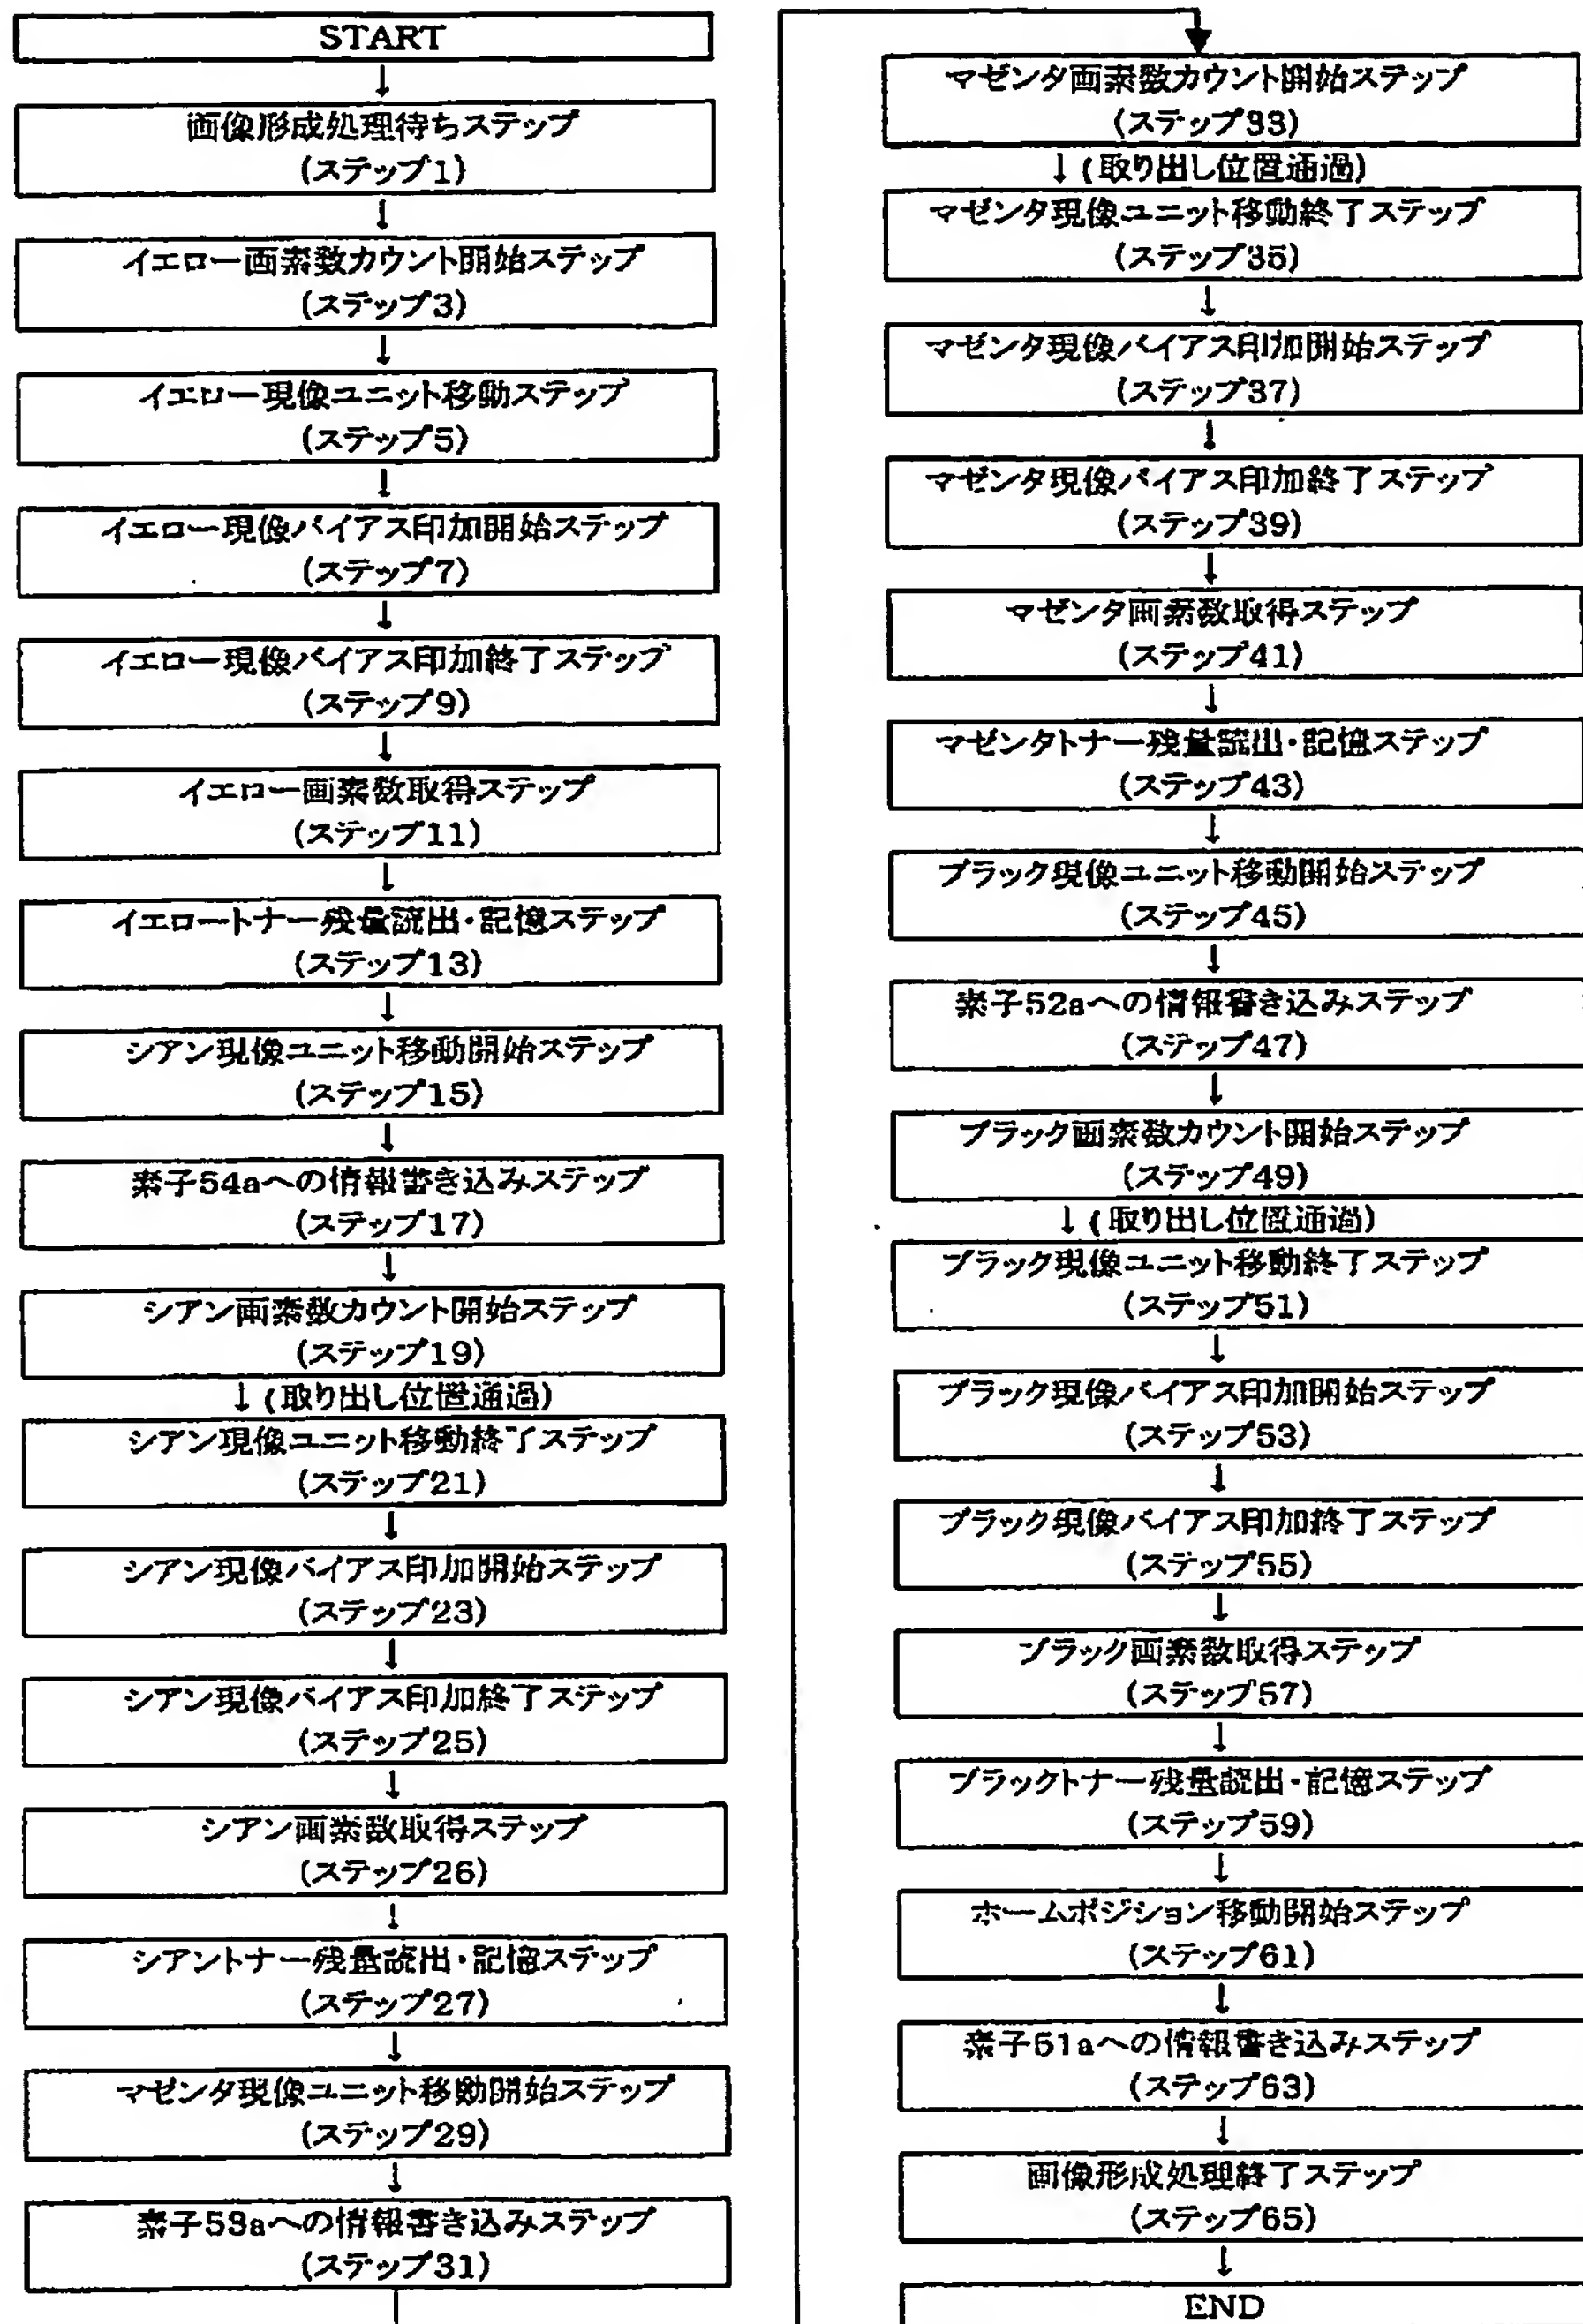 START
↓
画像形成処理待ちステップ
(ステップ1)
↓
イエロー画素数カウント開始ステップ
(ステップ3)
↓
イエロー現像ユニット移動ステップ
(ステップ5)
↓
イエロー現像バイアス印加開始ステップ
(ステップ7)
↓
イエロー現像バイアス印加終了ステップ
(ステップ9)
↓
イエロー画素数取得ステップ
(ステップ11)
↓
イエロートナー残量読出・記憶ステップ
(ステップ13)
↓
シアン現像ユニット移動開始ステップ
(ステップ15)
↓
素子54aへの情報書き込みステップ
(ステップ17)
↓
シアン画素数カウント開始ステップ
(ステップ19)
↓(取り出し位置通過)
シアン現像ユニット移動終了ステップ
(ステップ21)
↓
シアン現像バイアス印加開始ステップ
(ステップ23)
↓
シアン現像バイアス印加終了ステップ
(ステップ25)
↓
シアン画素数取得ステップ
(ステップ26)
↓
シアントナー残量読出・記憶ステップ
(ステップ27)
↓
マゼンタ現像ユニット移動開始ステップ
(ステップ29)
↓
素子53aへの情報書き込みステップ
(ステップ31)
マゼンタ画素数カウント開始ステップ
(ステップ33)
↓(取り出し位置通過)
マゼンタ現像ユニット移動終了ステップ
(ステップ35)
↓
マゼンタ現像バイアス印加開始ステップ
(ステップ37)
↓
マゼンタ現像バイアス印加終了ステップ
(ステップ39)
↓
マゼンタ画素数取得ステップ
(ステップ41)
↓
マゼンタトナー残量読出・記憶ステップ
(ステップ43)
↓
ブラック現像ユニット移動開始ステップ
(ステップ45)
↓
素子52aへの情報書き込みステップ
(ステップ47)
↓
ブラック画素数カウント開始ステップ
(ステップ49)
↓(取り出し位置通過)
ブラック現像ユニット移動終了ステップ
(ステップ51)
↓
ブラック現像バイアス印加開始ステップ
(ステップ53)
↓
ブラック現像バイアス印加終了ステップ
(ステップ55)
↓
ブラック画素数取得ステップ
(ステップ57)
↓
ブラックトナー残量読出・記憶ステップ
(ステップ59)
↓
ホームポジション移動開始ステップ
(ステップ61)
↓
素子51aへの情報書き込みステップ
(ステップ63)
↓
画像形成処理終了ステップ
(ステップ65)
↓
END